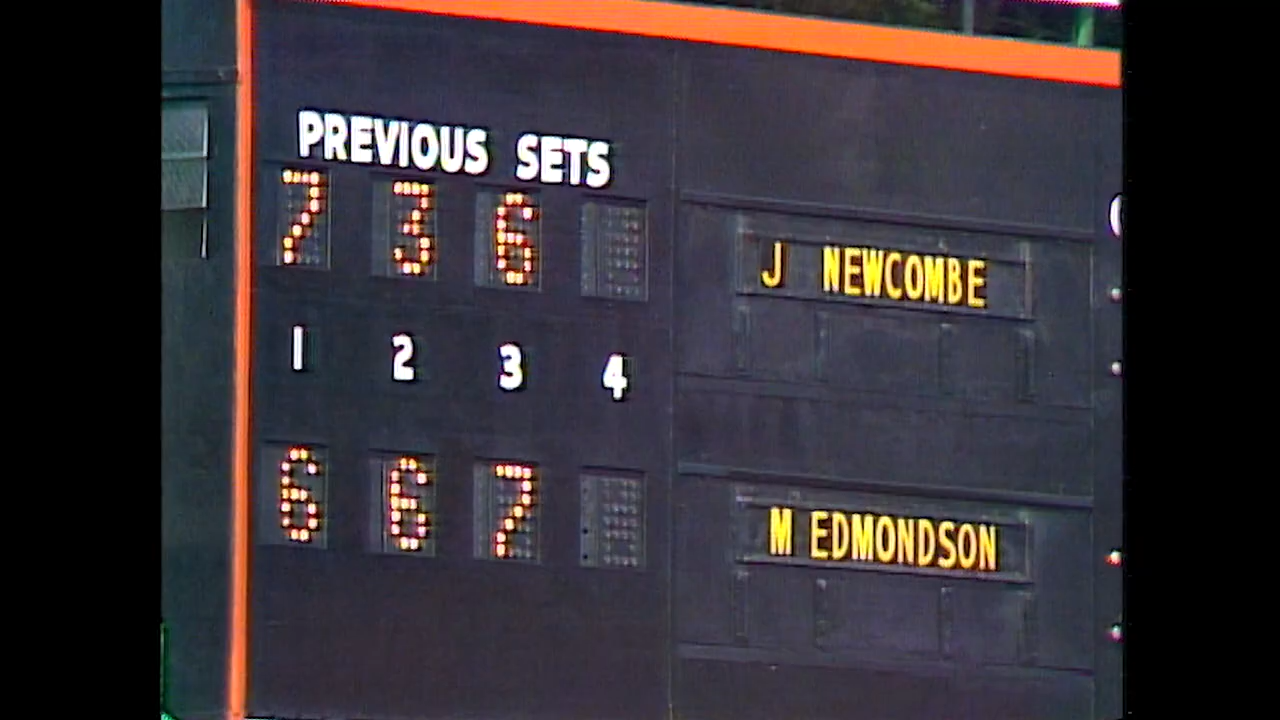 PREVIOUS SETS
7 3 6
J NEWCOMBE
1 2 3 4
6 6 7
M EDMONDSON